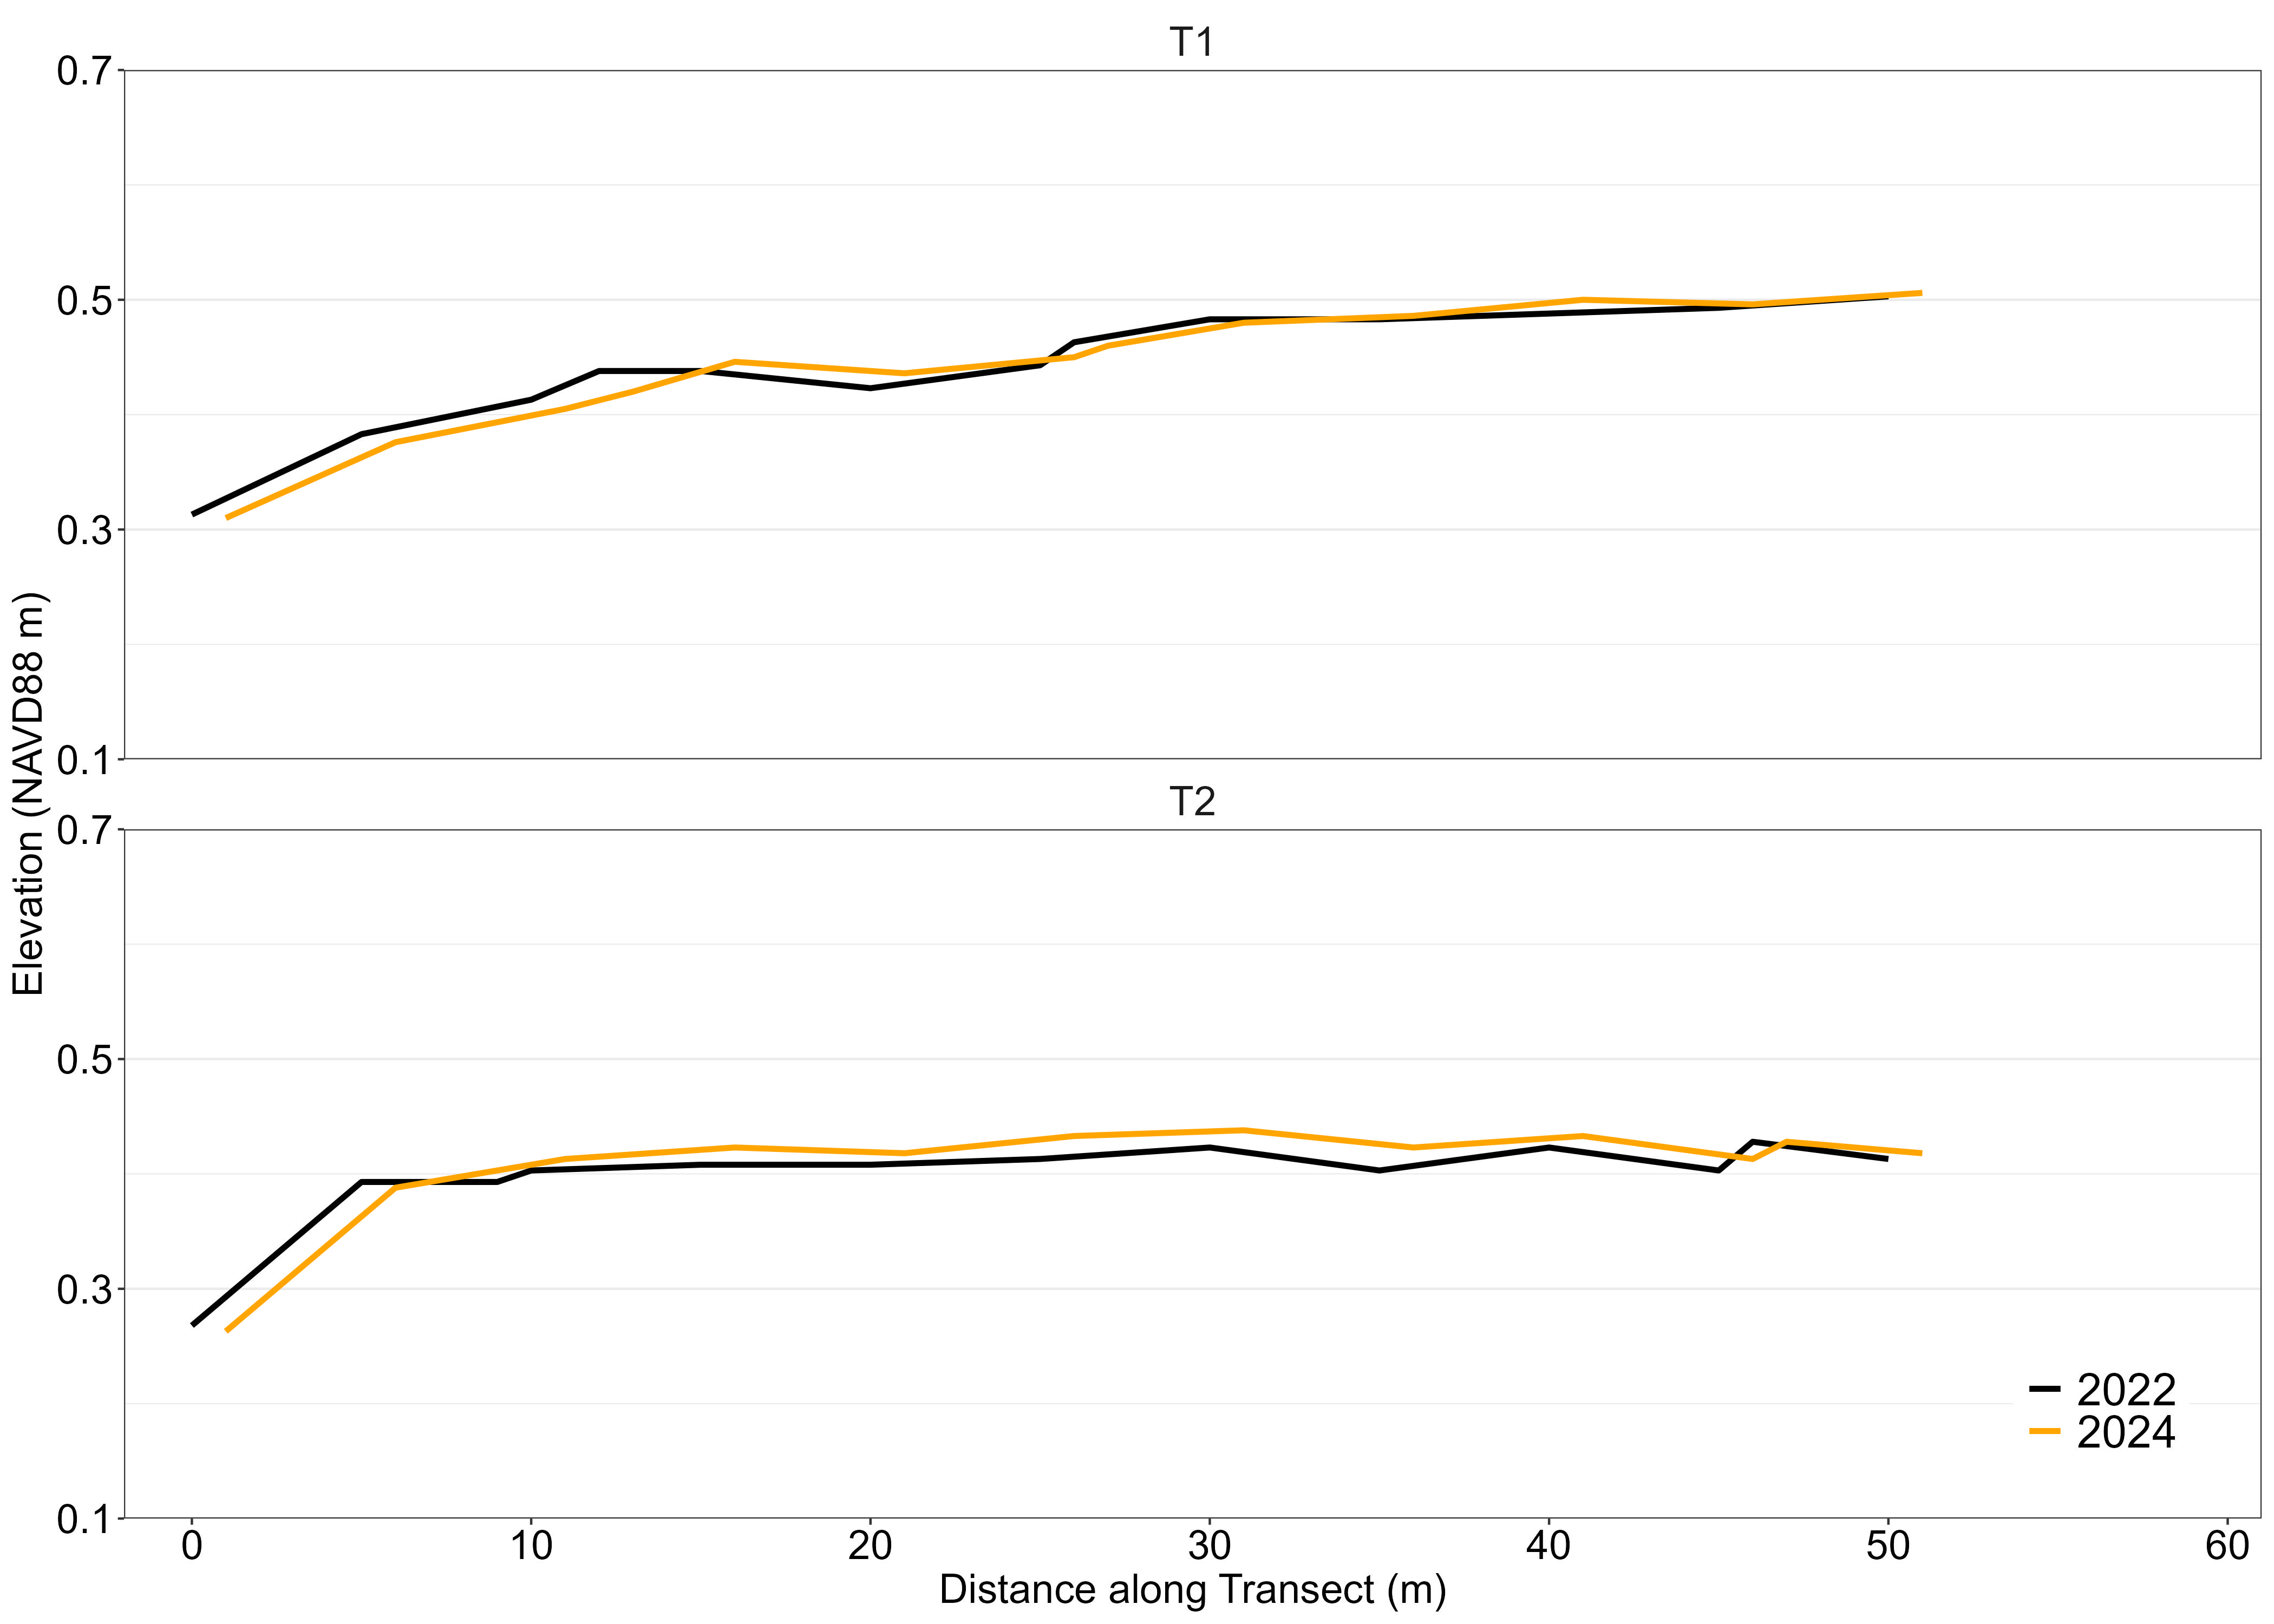 T1
0.7
0.5
0.3
0.1
Elevation (NAVD88 m)
T2
0.7
0.5
0.3
0.1
2022
2024
0 10 20 30 40 50 60
Distance along Transect (m)